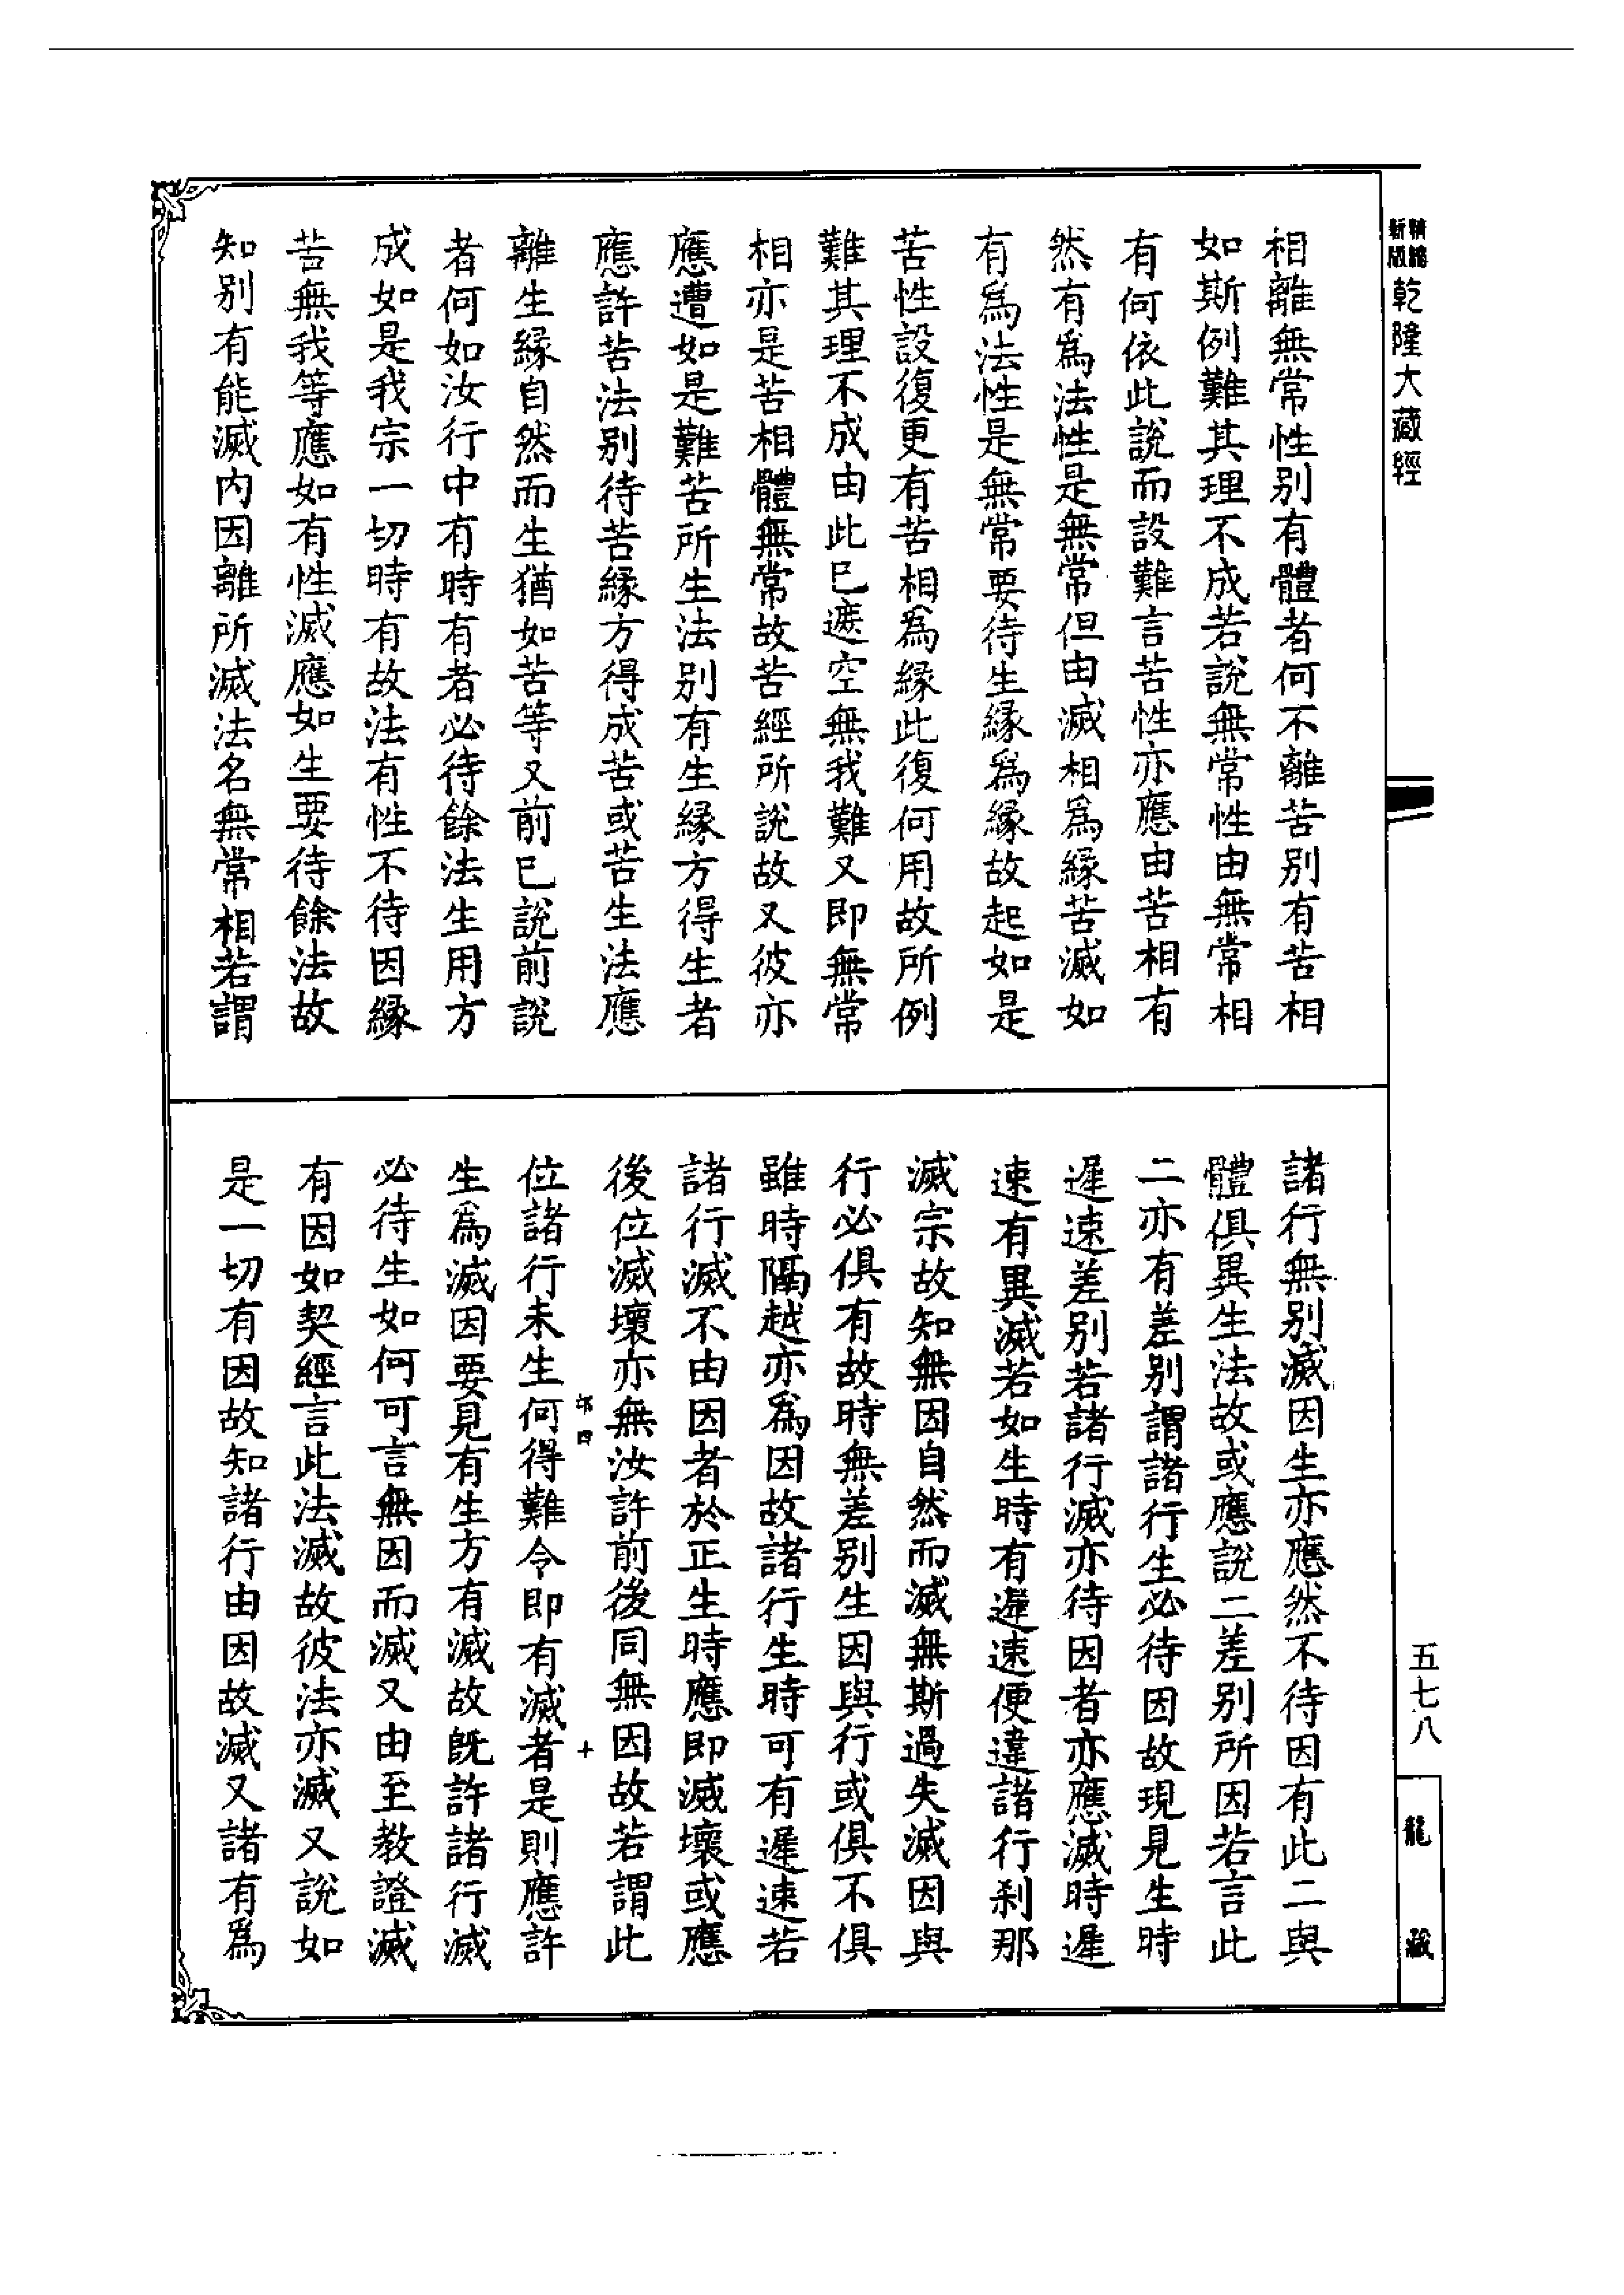 精縮新版乾隆大藏經
相離無常性別有體者何不離苦別有苦相
如斯例難其理不成若說無常性由無常相
有何依此說而設難言苦性亦應由苦相有
然有爲法性是無常但由滅相爲緣苦滅如
有爲法性是無常要待生緣爲緣故起如是
苦性設復更有苦相爲緣此復何用故所例
難其理不成由此已遮空無我難又即無常
相亦是苦相體無常故苦經所說故又彼亦
應遭如是難苦所生法別有生緣方得生者
應許苦法別待苦緣方得成苦或苦生法應
離生緣自然而生猶如苦等又前已說前說
者何如汝行中有時有者必待餘法生用方
成如是我宗一切時有故法有性不待因緣
苦無我等應如有性滅應如生要待餘法故
知別有能滅內因離所滅法名無常相若謂
諸行無別滅因生亦應然不待因有此二與
體俱異生法故或應說二差別所因若言此
二亦有差別謂諸行生必待因故現見生時
遲速差別若諸行滅亦待因者亦應滅時遲
速有異滅若如生時有遲速便違諸行刹那
滅宗故知無因自然而滅無斯過失滅因與
行必俱有故時無差別生因與行或俱不俱
雖時隔越亦爲因故諸行生時可有遲速若
諸行滅不由因者於正生時應即滅壞或應
後位滅壞亦無汝許前後同無因故若謂此
十
位諸行未生何得難令即有滅者是則應許
生爲滅因要見有生方有滅故既許諸行滅
必待生如何可言無因而滅又由至教證滅
有因如契經言此法滅故彼法亦滅又說如
是一切有因故知諸行由因故滅又諸有爲
五七八
龍藏